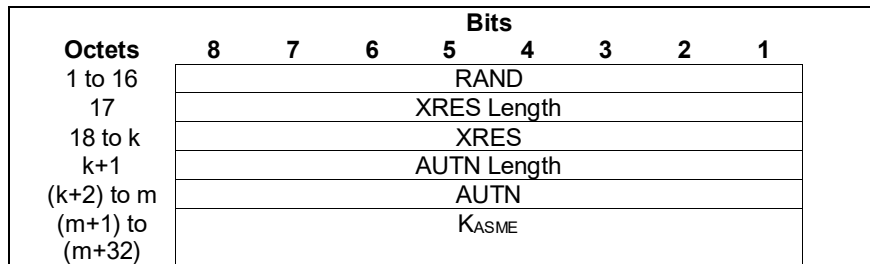 Bits
Octets 8 7 6 5 4 3 2 1
1 to 16 RAND
17 XRES Length
18 to k XRES
k+1 AUTN Length
(k+2) to m AUTN
(m+1) to KASME
(m+32)